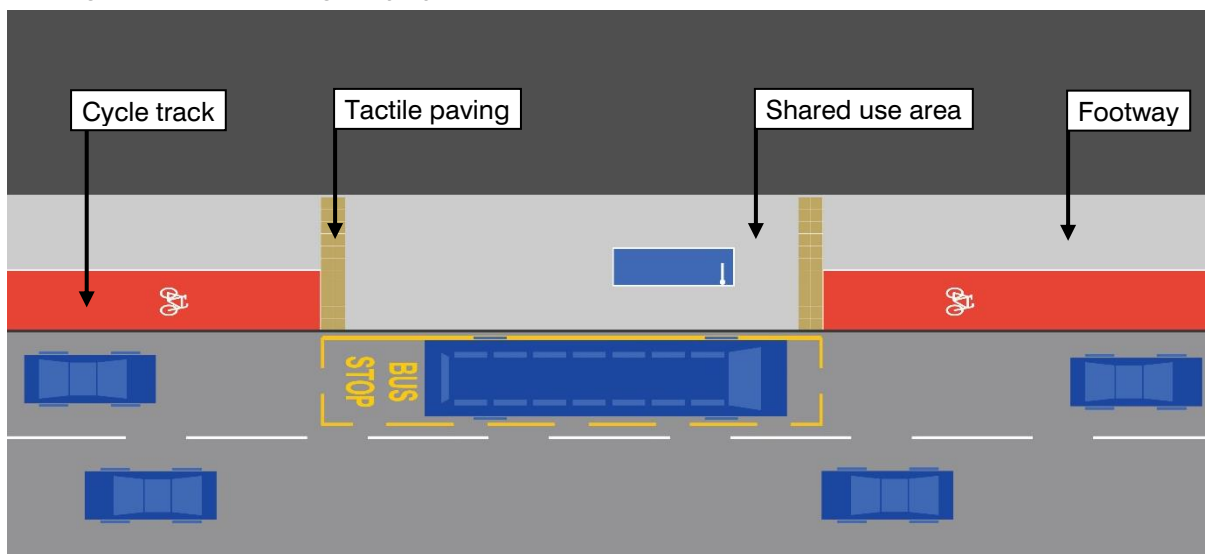 Cycle track
Tactile paving
Shared use area
Footway
BUS
STOP